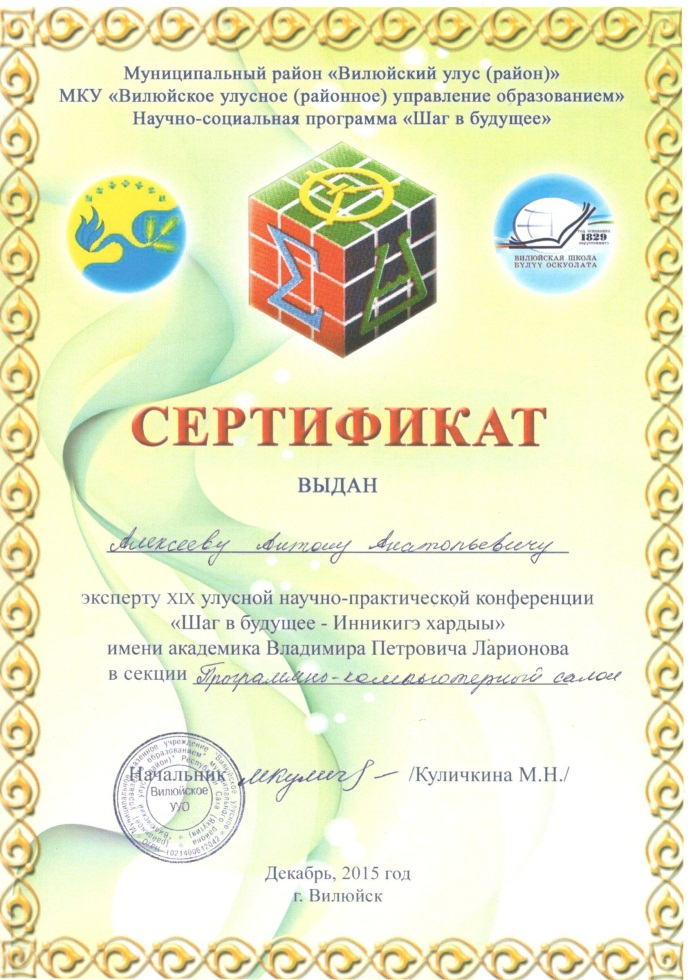 Муниципальный район «Вилюйский улус (район)»
МКУ «Вилюйское улусное (районное) управление образованием»
Научно-социальная программа «Шаг в будущее»
год основания
1829
ВИЛЮЙСКАЯ ШКОЛА
БҮЛҮҮ ОСКУОЛАТА
СЕРТИФИКАТ
ВЫДАН
Алексееву Антону Анатольевичу
эксперту XIX улусной научно-практической конференции
«Шаг в будущее - Инникигэ хардыы»
имени академика Владимира Петровича Ларионова
в секции Программно-компьютерный салон
Начальник /Куличкина М.Н./
Вилюйское
УУО
Декабрь, 2015 год
г. Вилюйск